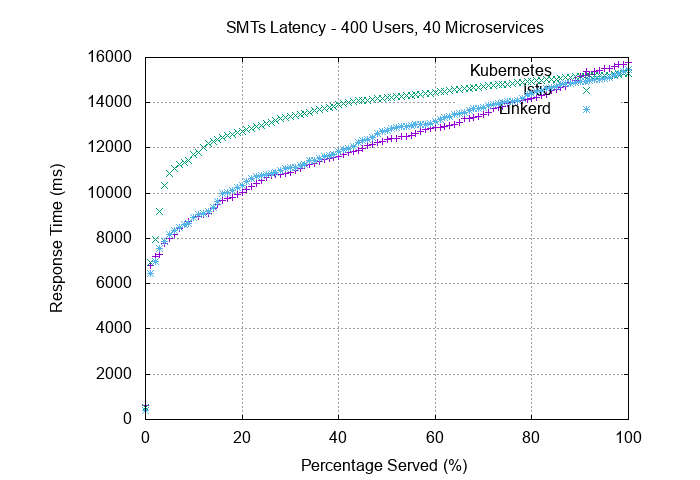 SMTs Latency - 400 Users, 40 Microservices
16000
14000
12000
10000
8000
6000
4000
2000
0
Kubernetes
Istio
Linkerd
Response Time (ms)
0 20 40 60 80 100
Percentage Served (%)